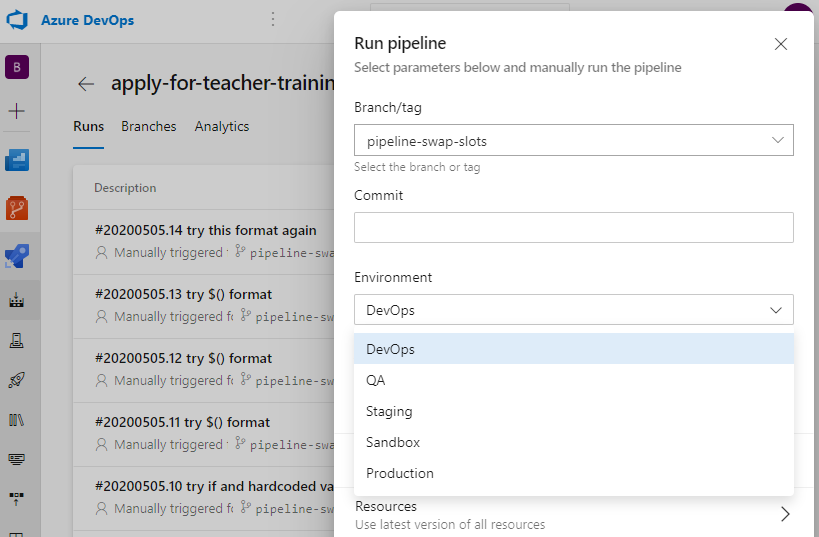 Azure DevOps
B
apply-for-teacher-trainin
Runs
Branches
Analytics
Description
#20200505.14 try this format again
Manually triggered pipeline-swa
#20200505.13 try $() format
Manually triggered fo pipeline-sw
#20200505.12 try $() format
Manually triggered fo pipeline-sw
#20200505.11 try $() format
Manually triggered pipeline-swa
#20200505.10 try if and hardcoded va
Manually triggered fo pipeline-sw
Run pipeline
Select parameters below and manually run the pipeline
Branch/tag
pipeline-swap-slots
Select the branch or tag
Commit
Environment
DevOps
DevOps
QA
Staging
Sandbox
Production
Resources
Use latest version of all resources